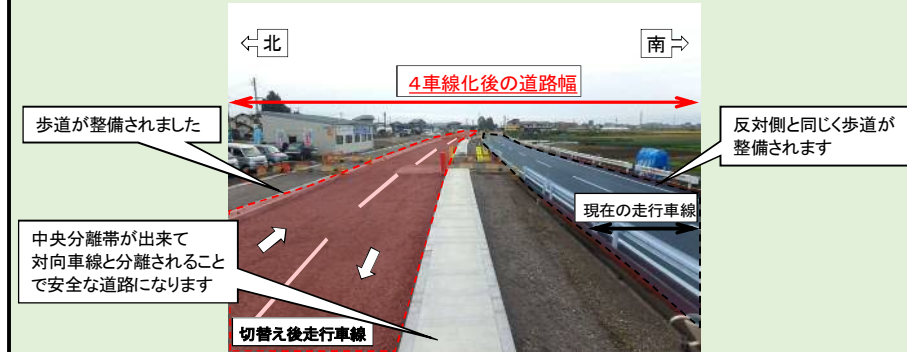 北
南
4車線化後の道路幅
歩道が整備されました
反対側と同じく歩道が
整備されます
現在の走行車線
中央分離帯が出来て
対向車線と分離されること
で安全な道路になります
切替え後走行車線